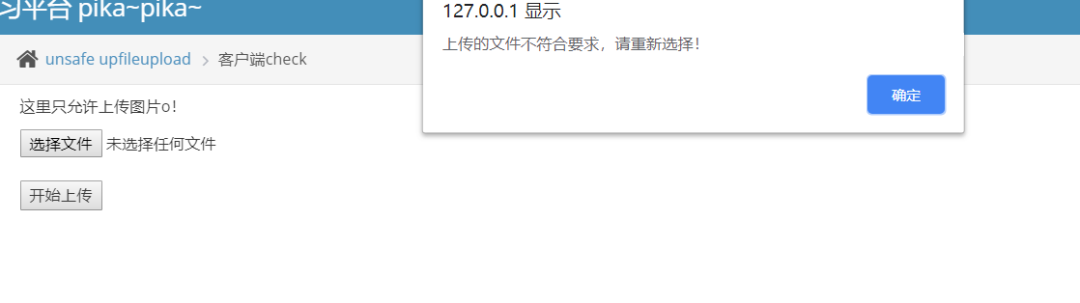 习平台 pika~pika~
127.0.0.1 显示
上传的文件不符合要求，请重新选择！
确定
unsafe upfileupload > 客户端check
这里只允许上传图片o！
选择文件 未选择任何文件
开始上传